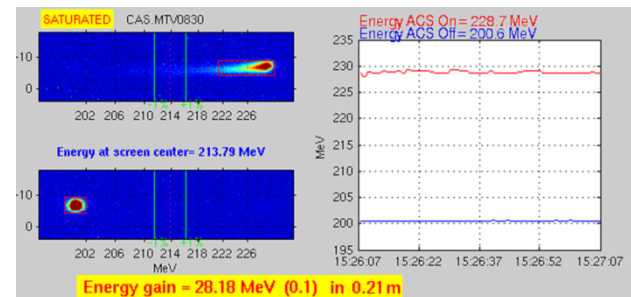 SATURATED CAS.MTV0830
-10
0
202 206 210 214 218 222 226
-1% +1%
Energy at screen center= 213.79 MeV
-10
0
202 206 210 214 218 222 226
-1% +1%
MeV
Energy ACS On= 228.7 MeV
Energy ACS Off= 200.6 MeV
235
230
225
220
215
210
205
200
195
MeV
15:26:07 15:26:22 15:26:37 15:26:52 15:27:07
Energy gain = 28.18 MeV (0.1) in 0.21 m